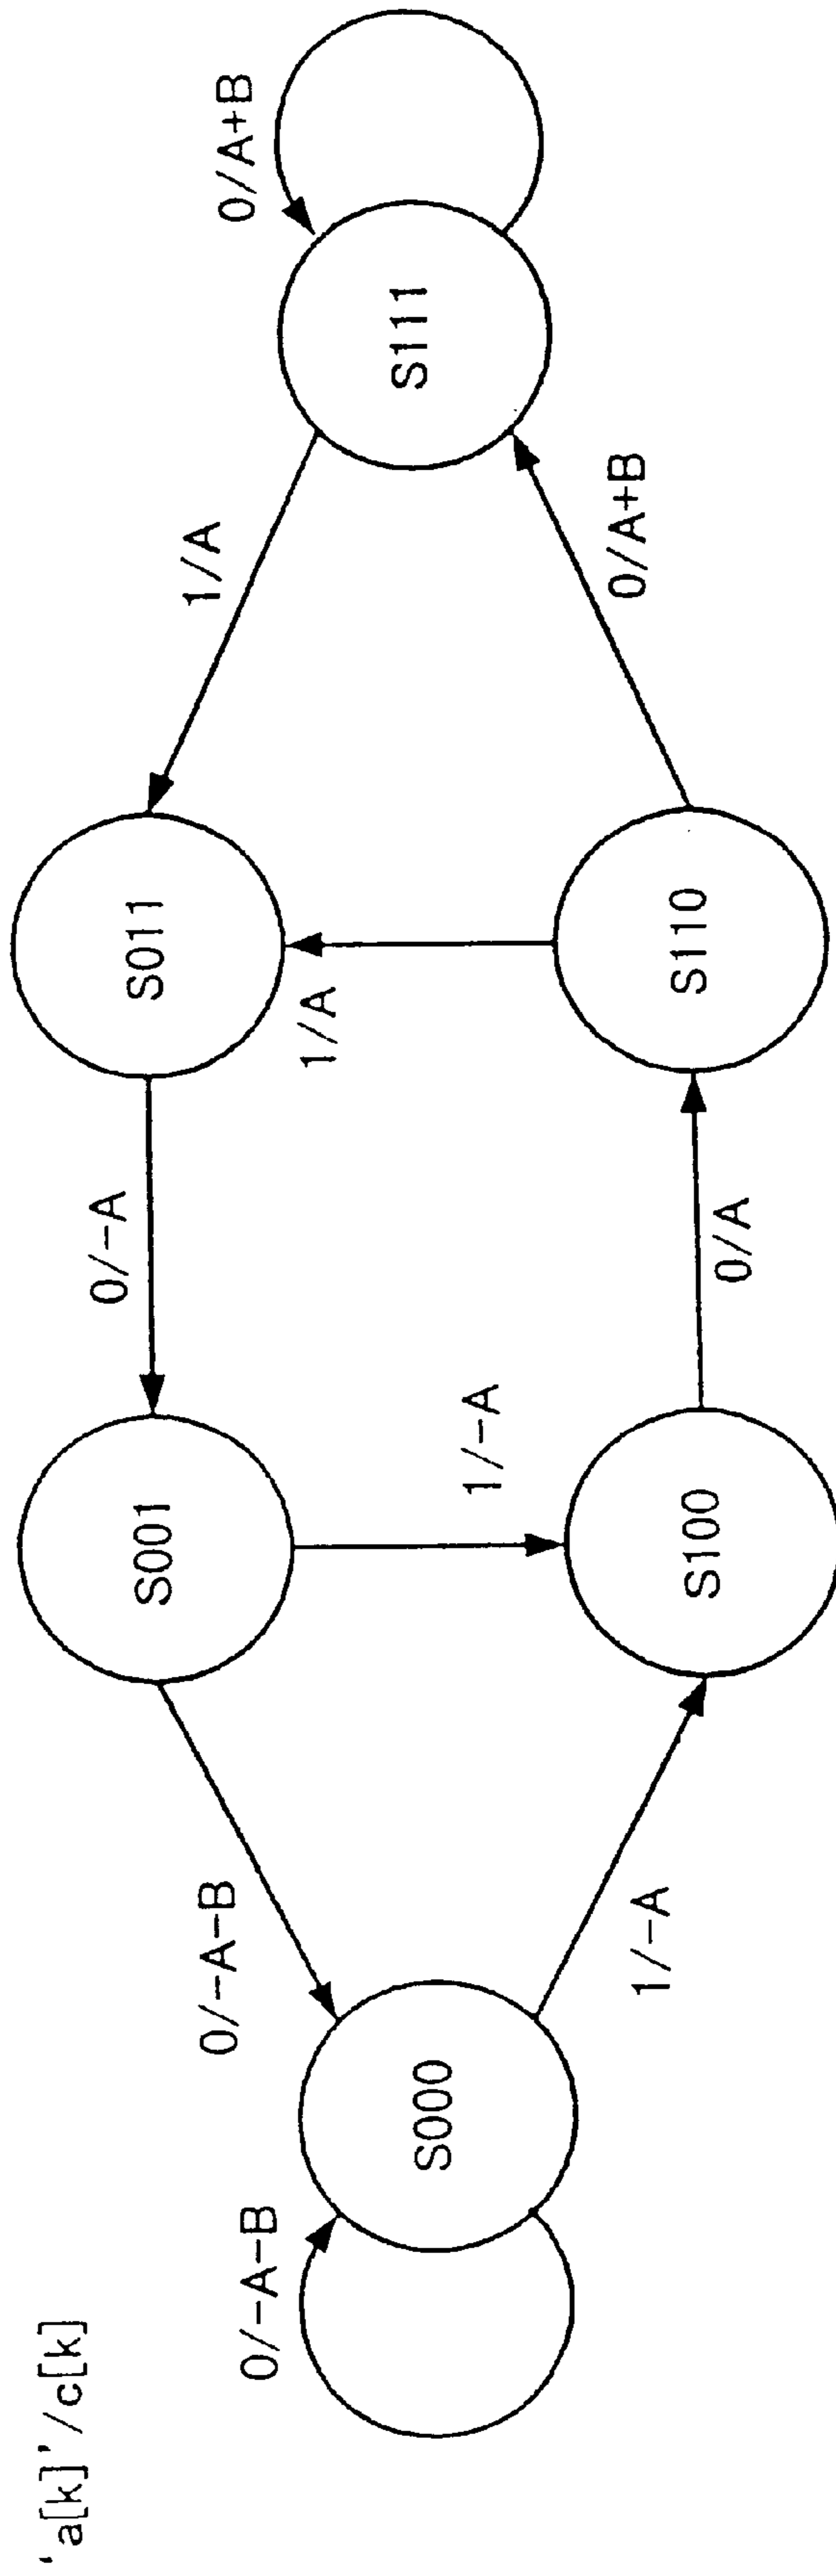 'a[k]'/c[k]
0/-A-B
S000
0/-A-B
1/-A
S001
1/-A
S100
0/-A
0/A
S011
1/A
S110
1/A
0/A+B
S111
0/A+B